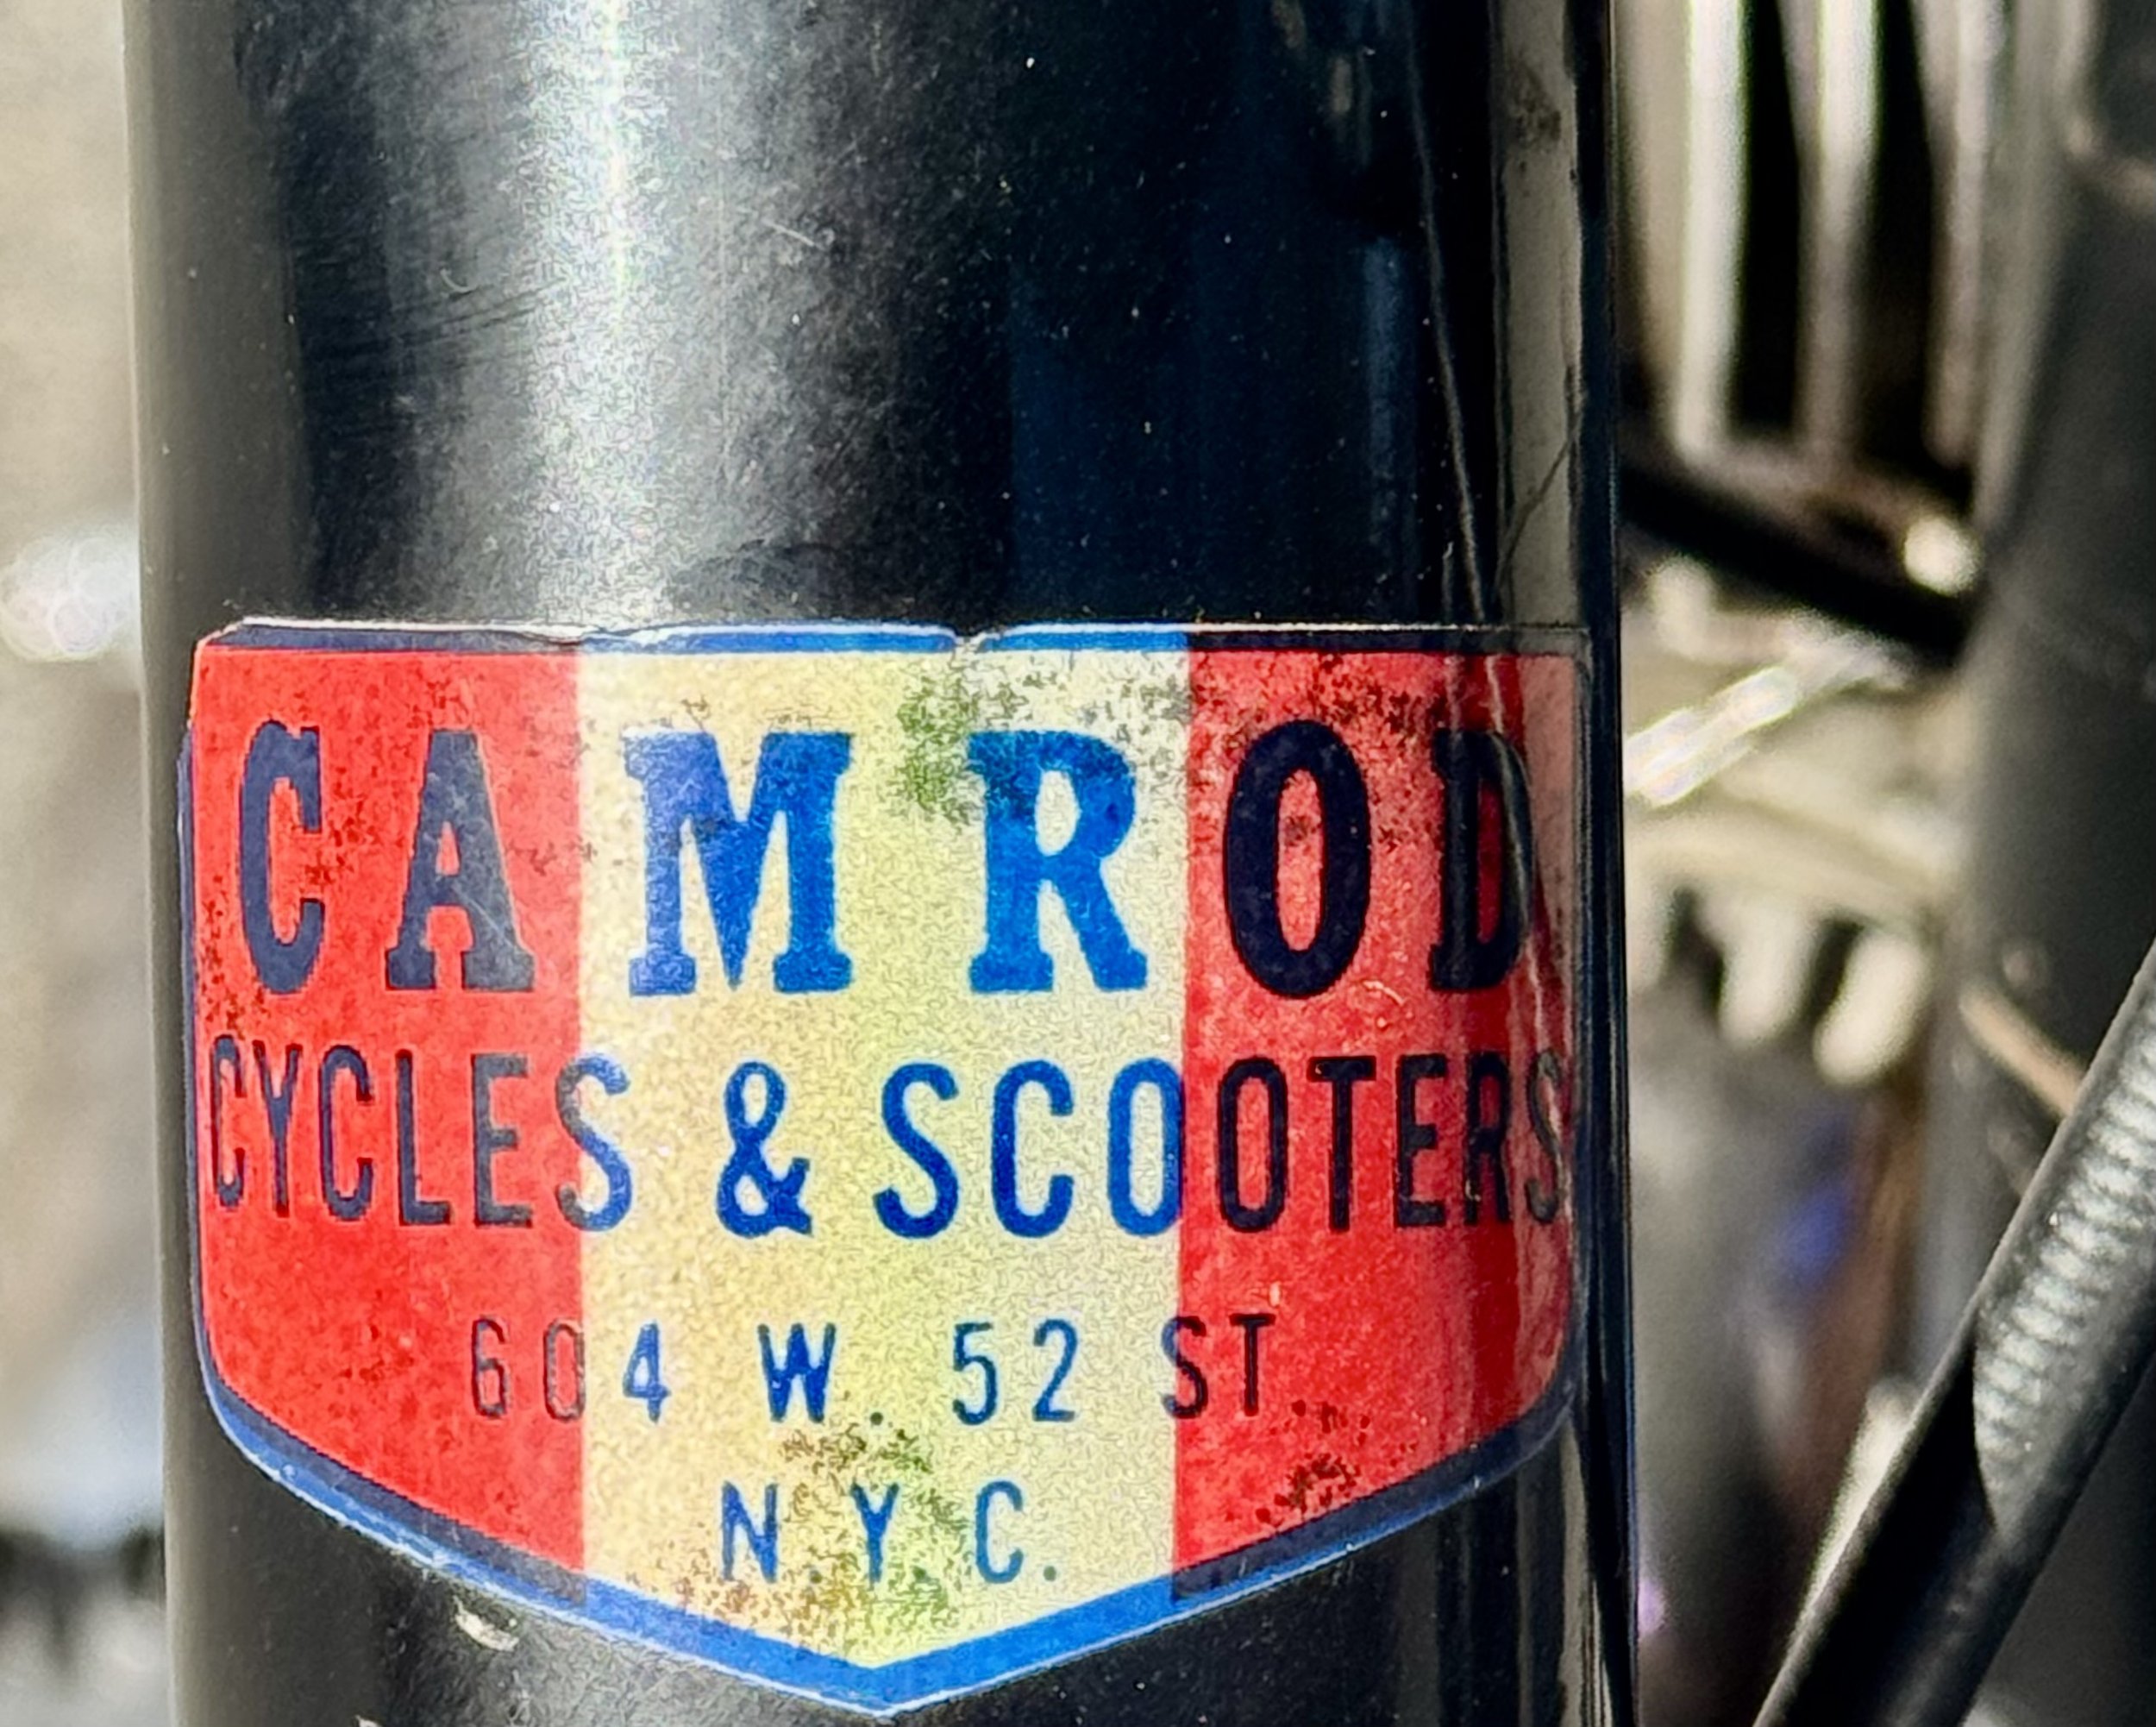 CAMROD
CYCLES & SCOOTERS
604 W. 52 ST.
N.Y.C.